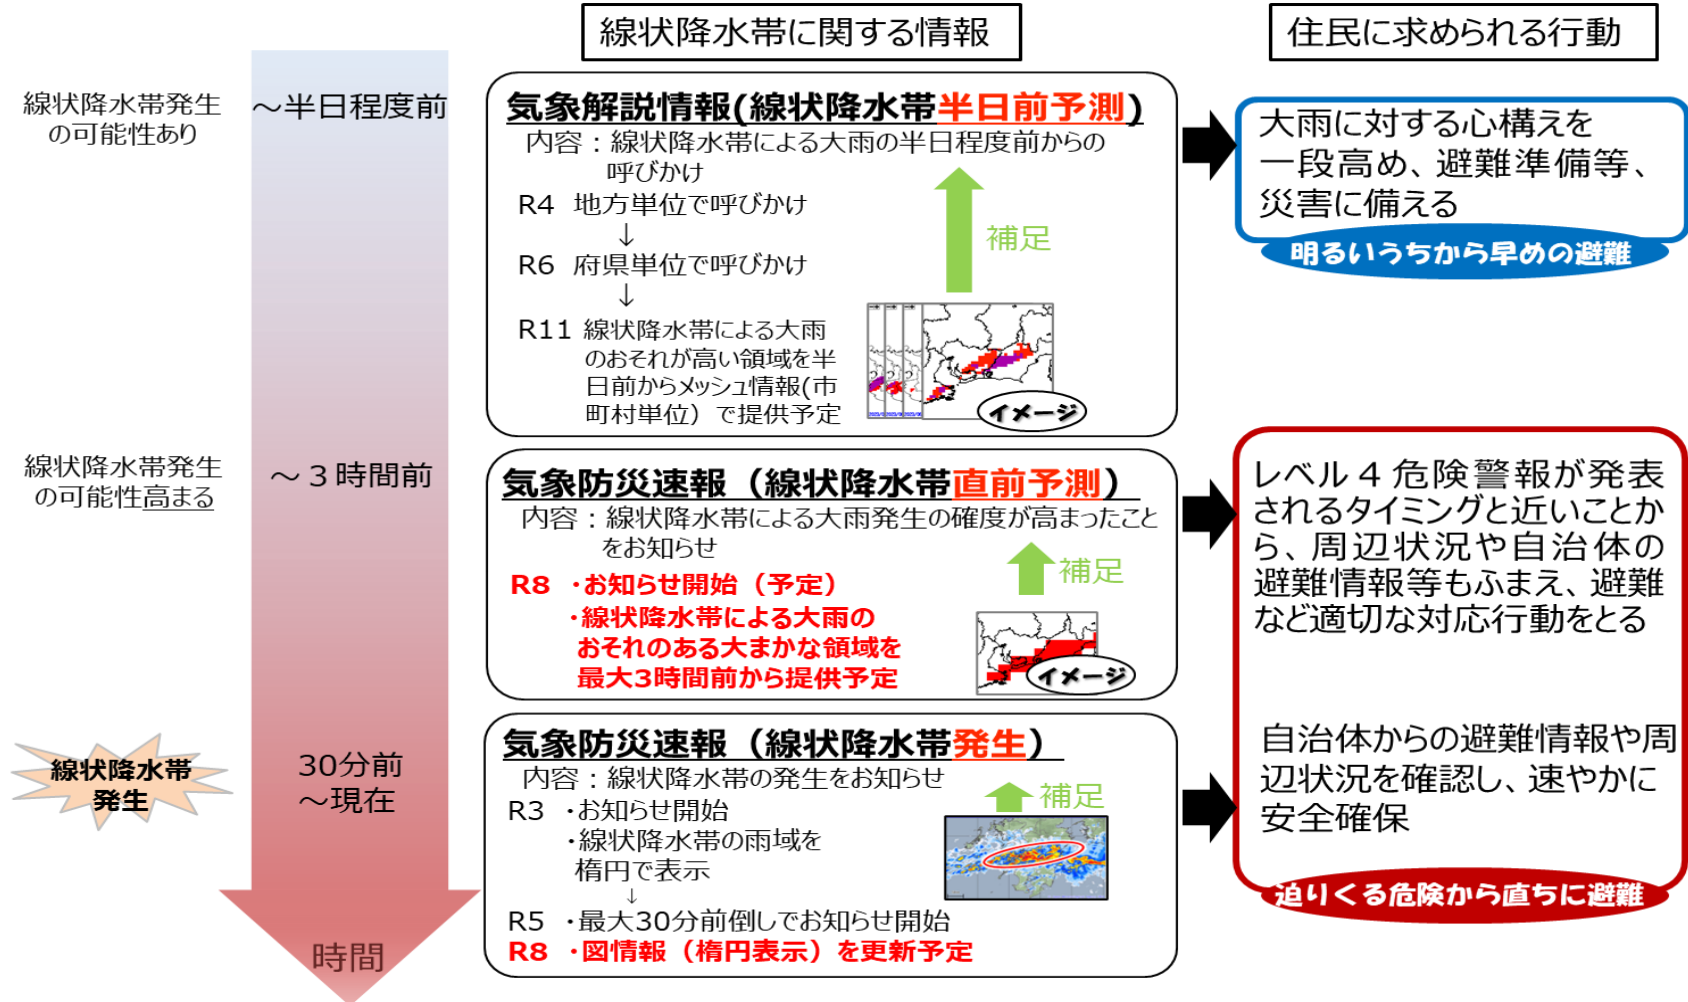 線状降水帯に関する情報
住民に求められる行動
線状降水帯発生
の可能性あり
～半日程度前
気象解説情報(線状降水帯半日前予測)
内容：線状降水帯による大雨の半日程度前からの
呼びかけ
R4 地方単位で呼びかけ
↓
R6 府県単位で呼びかけ
↓
R11 線状降水帯による大雨
のおそれが高い領域を半
日前からメッシュ情報(市
町村単位）で提供予定
補足
イメージ
大雨に対する心構えを
一段高め、避難準備等、
災害に備える
明るいうちから早めの避難
線状降水帯発生
の可能性高まる
～３時間前
気象防災速報（線状降水帯直前予測）
内容：線状降水帯による大雨発生の確度が高まったこと
をお知らせ
R8 ・お知らせ開始（予定）
・線状降水帯による大雨の
おそれのある大まかな領域を
最大3時間前から提供予定
補足
イメージ
レベル４危険警報が発表
されるタイミングと近いことか
ら、周辺状況や自治体の
避難情報等もふまえ、避難
など適切な対応行動をとる
線状降水帯
発生
30分前
～現在
気象防災速報（線状降水帯発生）
内容：線状降水帯の発生をお知らせ
R3 ・お知らせ開始
・線状降水帯の雨域を
楕円で表示
↓
R5 ・最大30分前倒しでお知らせ開始
R8 ・図情報（楕円表示）を更新予定
補足
自治体からの避難情報や周
辺状況を確認し、速やかに
安全確保
迫りくる危険から直ちに避難
時間